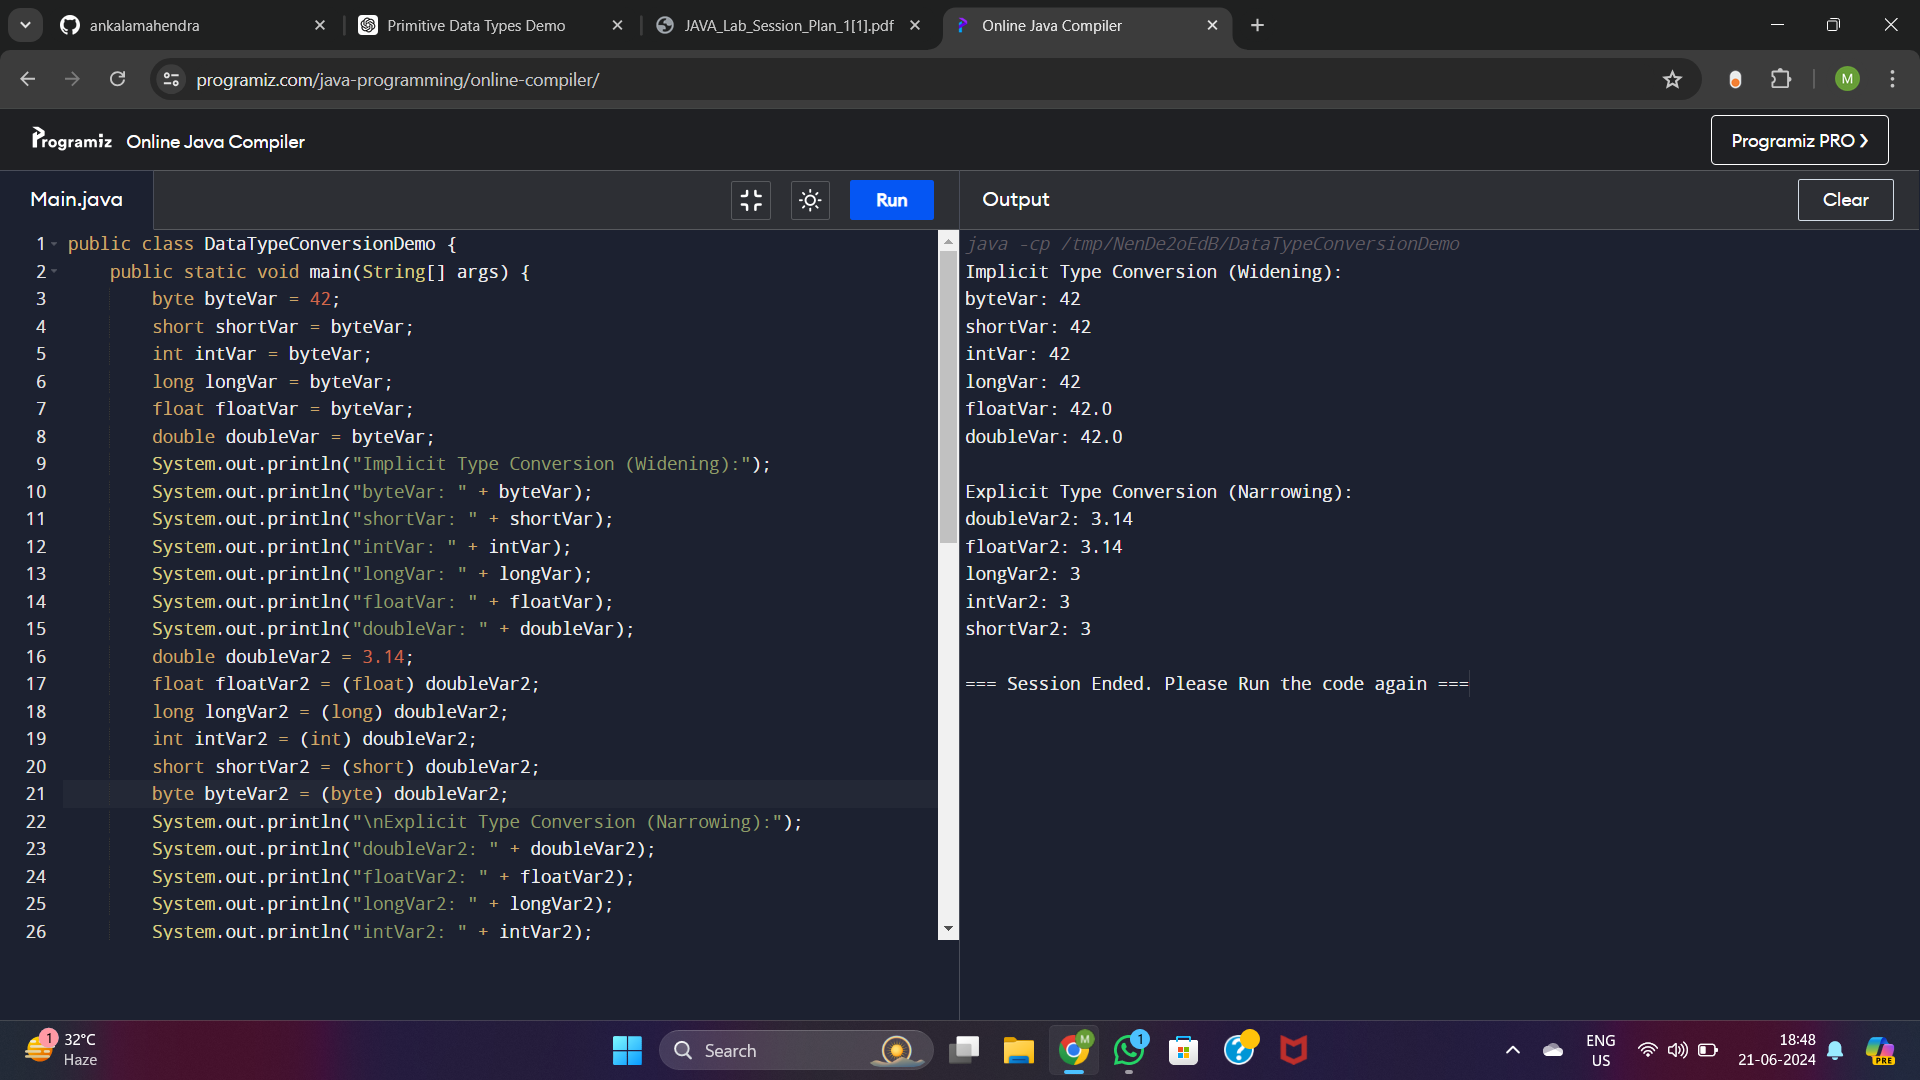 ankalamahendra
Primitive Data Types Demo
JAVA_Lab_Session_Plan_1[1].pdf
Online Java Compiler
programiz.com/java-programming/online-compiler/
M
Programiz Online Java Compiler
Programiz PRO
Main.java
Run
Output
Clear
1 public class DataTypeConversionDemo {
2 public static void main(String[] args) {
3 byte byteVar = 42;
4 short shortVar = byteVar;
5 int intVar = byteVar;
6 long longVar = byteVar;
7 float floatVar = byteVar;
8 double doubleVar = byteVar;
9 System.out.println("Implicit Type Conversion (Widening):");
10 System.out.println("byteVar: " + byteVar);
11 System.out.println("shortVar: " + shortVar);
12 System.out.println("intVar: " + intVar);
13 System.out.println("longVar: " + longVar);
14 System.out.println("floatVar: " + floatVar);
15 System.out.println("doubleVar: " + doubleVar);
16 double doubleVar2 = 3.14;
17 float floatVar2 = (float) doubleVar2;
18 long longVar2 = (long) doubleVar2;
19 int intVar2 = (int) doubleVar2;
20 short shortVar2 = (short) doubleVar2;
21 byte byteVar2 = (byte) doubleVar2;
22 System.out.println("\nExplicit Type Conversion (Narrowing):");
23 System.out.println("doubleVar2: " + doubleVar2);
24 System.out.println("floatVar2: " + floatVar2);
25 System.out.println("longVar2: " + longVar2);
26 System.out.println("intVar2: " + intVar2);
java -cp /tmp/NenDe2oEdB/DataTypeConversionDemo
Implicit Type Conversion (Widening):
byteVar: 42
shortVar: 42
intVar: 42
longVar: 42
floatVar: 42.0
doubleVar: 42.0
Explicit Type Conversion (Narrowing):
doubleVar2: 3.14
floatVar2: 3.14
longVar2: 3
intVar2: 3
shortVar2: 3
=== Session Ended. Please Run the code again ===
1
32°C
Haze
Search
M
1
ENG
US
18:48
21-06-2024
PRE